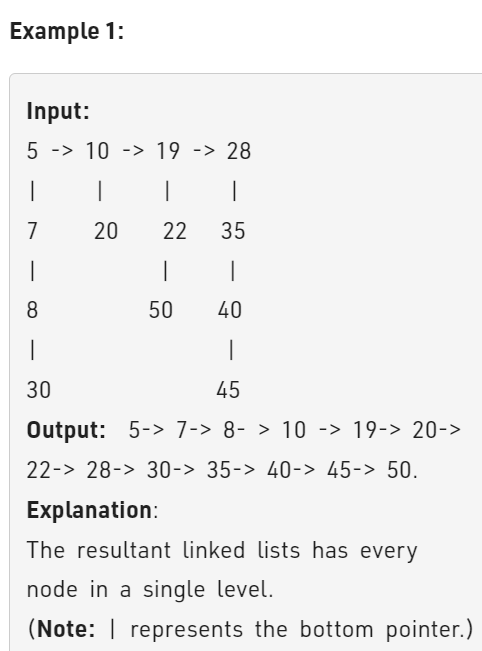 Example 1:
Input:
5 -> 10 -> 19 -> 28
|     |     |     |
7     20    22   35
|           |     |
8          50    40
|                 |
30               45
Output:  5-> 7-> 8- > 10 -> 19-> 20->
22-> 28-> 30-> 35-> 40-> 45-> 50.
Explanation:
The resultant linked lists has every
node in a single level.
(Note: | represents the bottom pointer.)